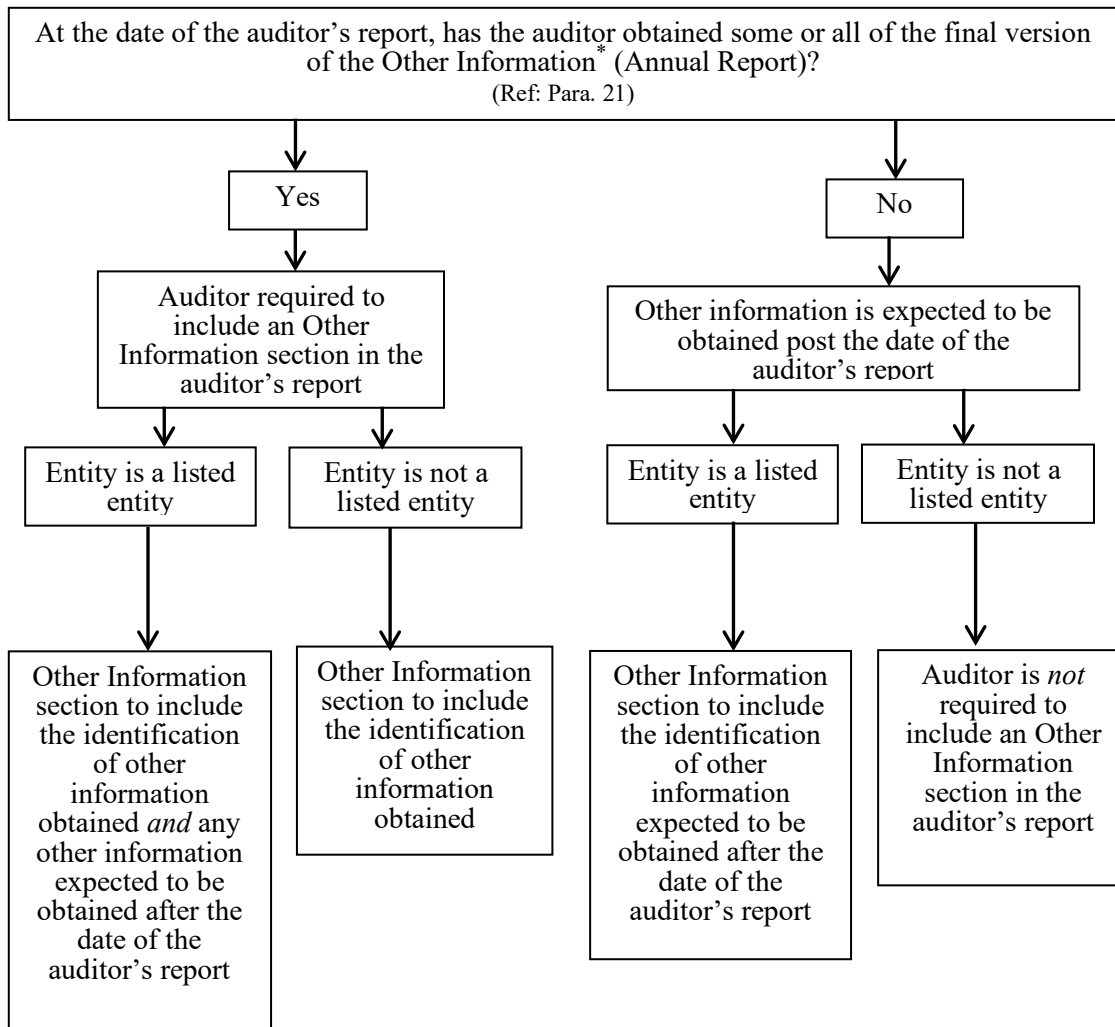 At the date of the auditor’s report, has the auditor obtained some or all of the final version
of the Other Information* (Annual Report)?
(Ref: Para. 21)
Yes
No
Auditor required to
include an Other
Information section in the
auditor’s report
Other information is expected to be
obtained post the date of the
auditor’s report
Entity is a listed
entity
Entity is not a
listed entity
Entity is a listed
entity
Entity is not a
listed entity
Other Information
section to include
the identification
of other
information
obtained and any
other information
expected to be
obtained after the
date of the
auditor’s report
Other Information
section to include
the identification
of other
information
obtained
Other Information
section to include
the identification
of other
information
expected to be
obtained after the
date of the
auditor’s report
Auditor is not
required to
include an Other
Information
section in the
auditor’s report